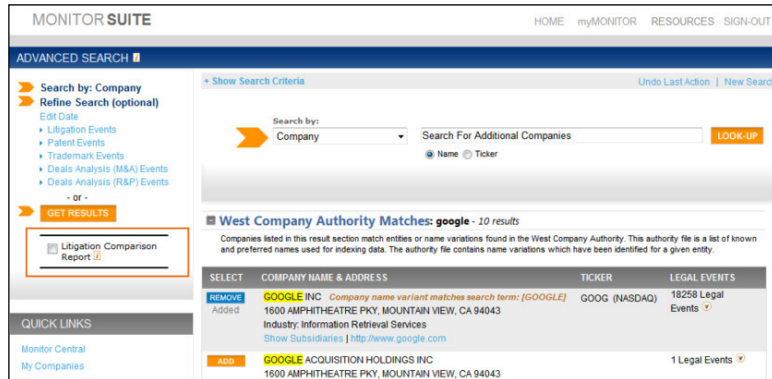 MONITOR SUITE
HOME myMONITOR RESOURCES SIGN-OUT
ADVANCED SEARCH
Search by: Company
Refine Search (optional)
Edit Date
Litigation Events
Patent Events
Trademark Events
Deals Analysis (M&A) Events
Deals Analysis (R&P) Events
- or -
GET RESULTS
Litigation Comparison
Report
QUICK LINKS
Monitor Central
My Companies
+ Show Search Criteria
Undo Last Action | New Search
Search by:
Company
Search For Additional Companies
LOOK-UP
Name Ticker
West Company Authority Matches: google - 10 results
Companies listed in this result section match entities or name variations found in the West Company Authority. This authority file is a list of known
and preferred names used for indexing data. The authority file contains name variations which have been identified for a given entity.
SELECT COMPANY NAME & ADDRESS TICKER LEGAL EVENTS
REMOVE GOOGLE INC Company name variant matches search term: [GOOGLE] GOOG (NASDAQ) 18258 Legal
Added 1600 AMPHITHEATRE PKY, MOUNTAIN VIEW, CA 94043 Events
Industry: Information Retrieval Services
Show Subsidiaries | http://www.google.com
ADD GOOGLE ACQUISITION HOLDINGS INC 1 Legal Events
1600 AMPHITHEATRE PKY, MOUNTAIN VIEW, CA 94043